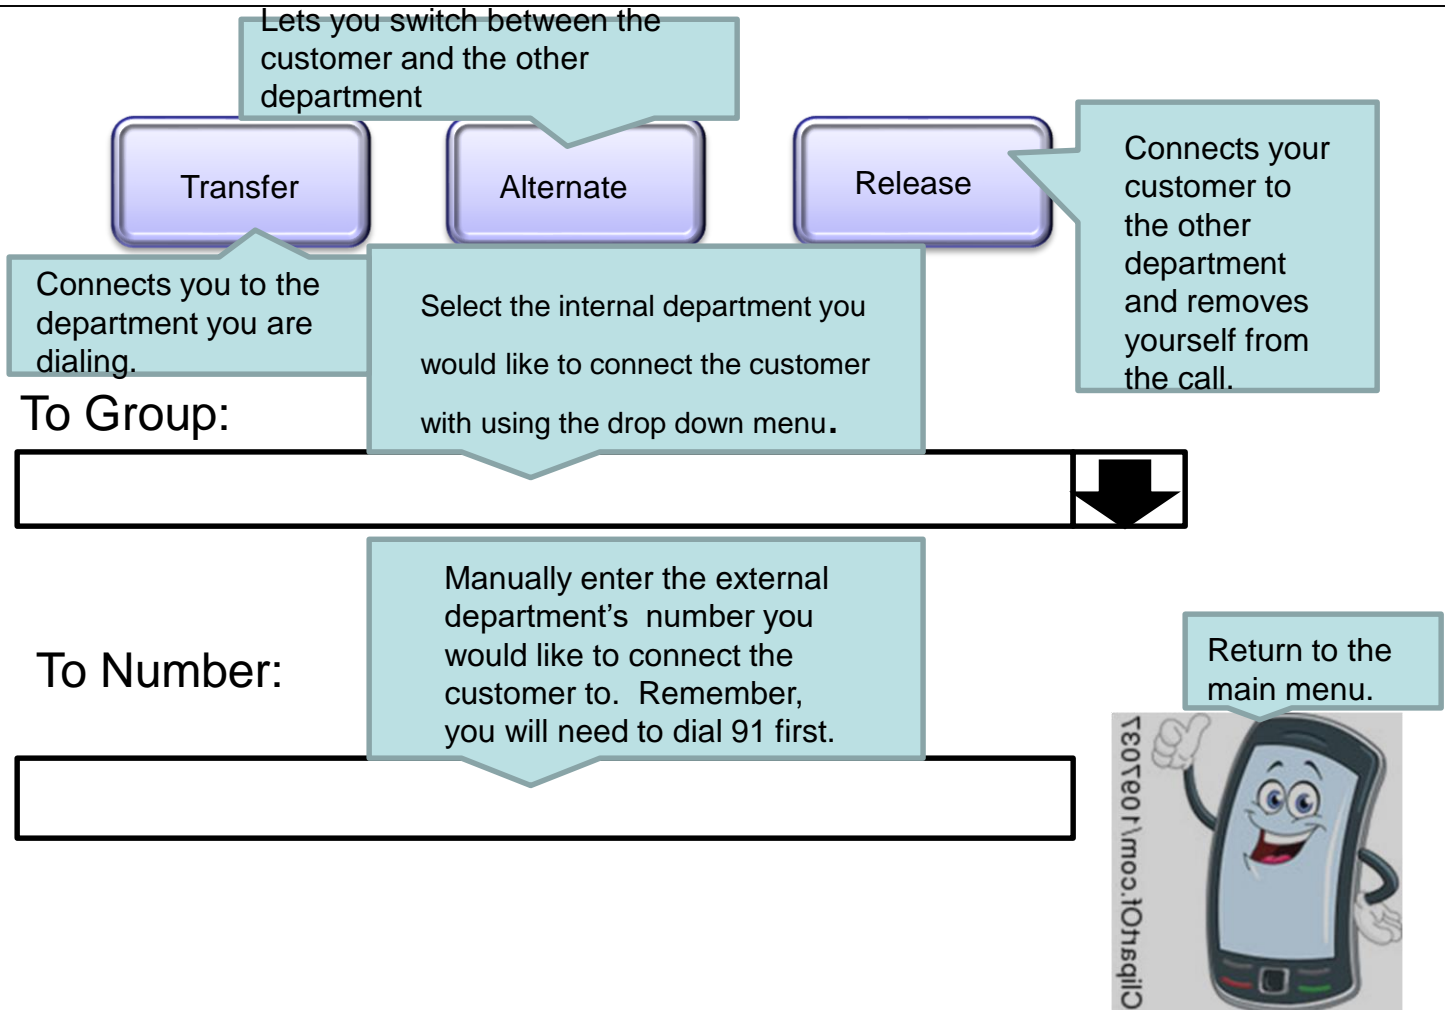 Lets you switch between the
customer and the other
department
Transfer
Alternate
Release
Connects your
customer to
the other
department
and removes
yourself from
the call.
Connects you to the
department you are
dialing.
Select the internal department you
would like to connect the customer
with using the drop down menu.
To Group:
Manually enter the external
department’s  number you
would like to connect the
customer to.  Remember,
you will need to dial 91 first.
To Number:
Return to the
main menu.
ClipartOf.com/1097037